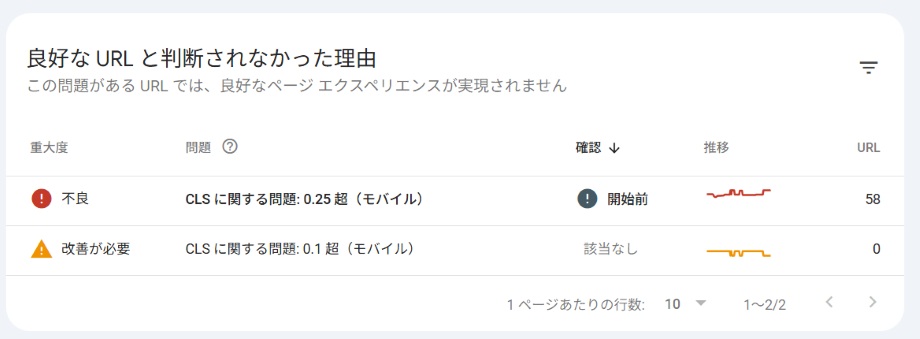 良好な URL と判断されなかった理由
この問題がある URL では、良好なページ エクスペリエンスが実現されません
重大度 問題 ? 確認 ↓ 推移 URL
! 不良 CLS に関する問題: 0.25 超（モバイル） ! 開始前 58
! 改善が必要 CLS に関する問題: 0.1 超（モバイル） 該当なし 0
1 ページあたりの行数: 10 1～2/2